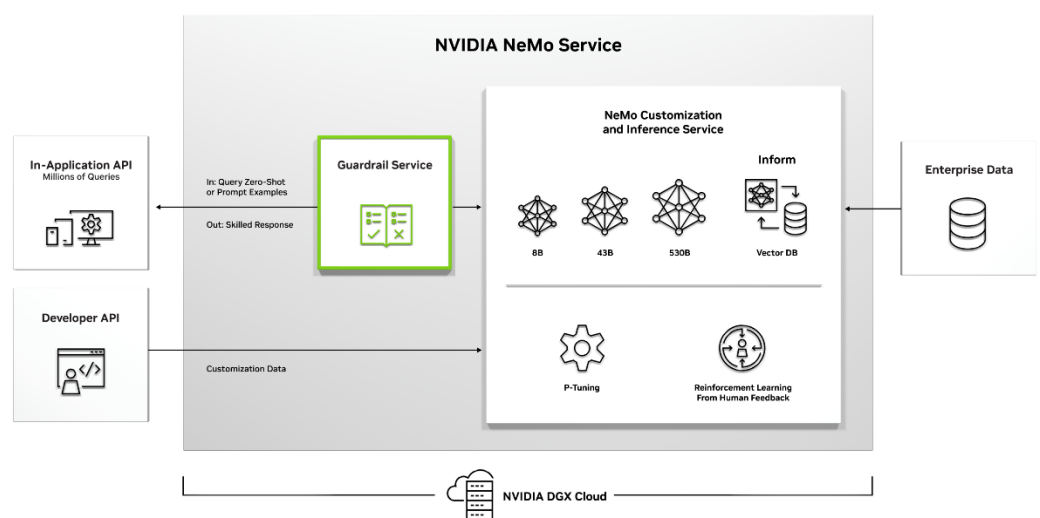 NVIDIA NeMo Service
NeMo Customization
and Inference Service
In-Application API
Millions of Queries
In: Query Zero-Shot
or Prompt Examples
Out: Skilled Response
Guardrail Service
Inform
8B
43B
530B
Vector DB
Enterprise Data
Developer API
</>
Customization Data
P-Tuning
Reinforcement Learning
From Human Feedback
NVIDIA DGX Cloud